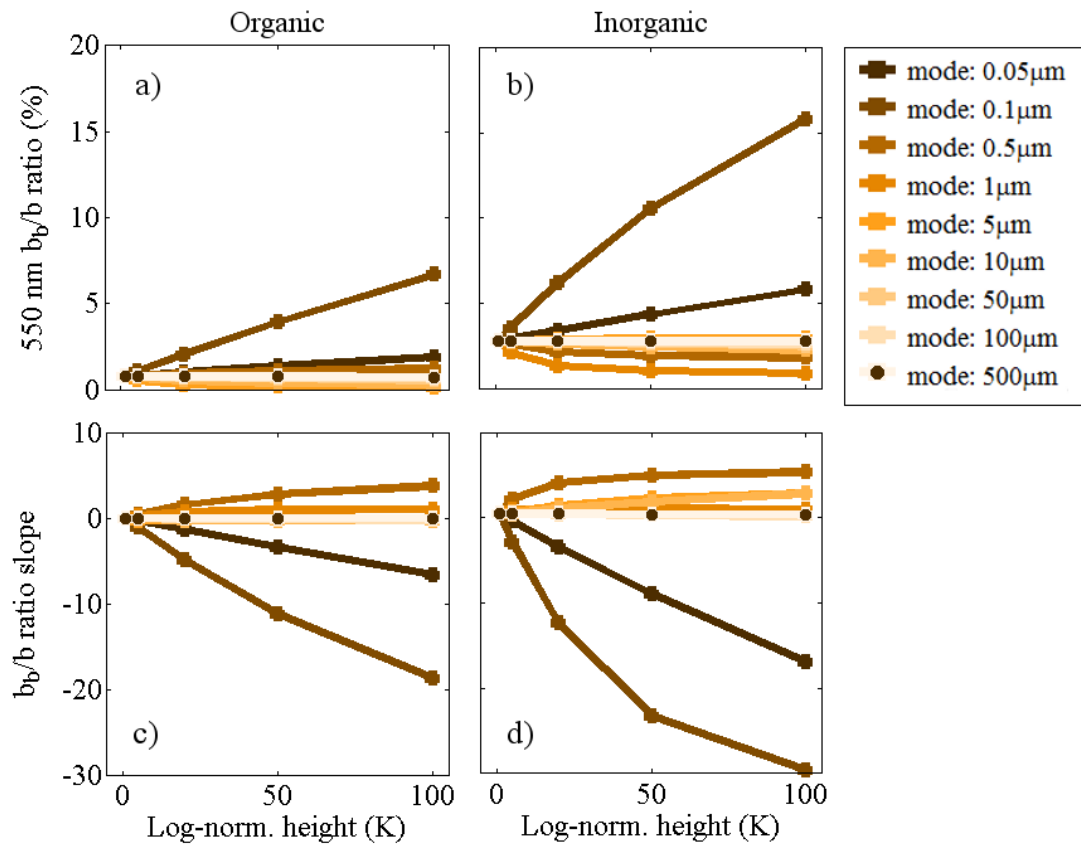 Organic
Inorganic
550 nm b_b/b ratio (%)
20
15
10
5
0
a)
b)
mode: 0.05μm
mode: 0.1μm
mode: 0.5μm
mode: 1μm
mode: 5μm
mode: 10μm
mode: 50μm
mode: 100μm
mode: 500μm
b_b/b ratio slope
10
0
-10
-20
-30
c)
d)
0
50
100
0
50
100
Log-norm. height (K)
Log-norm. height (K)